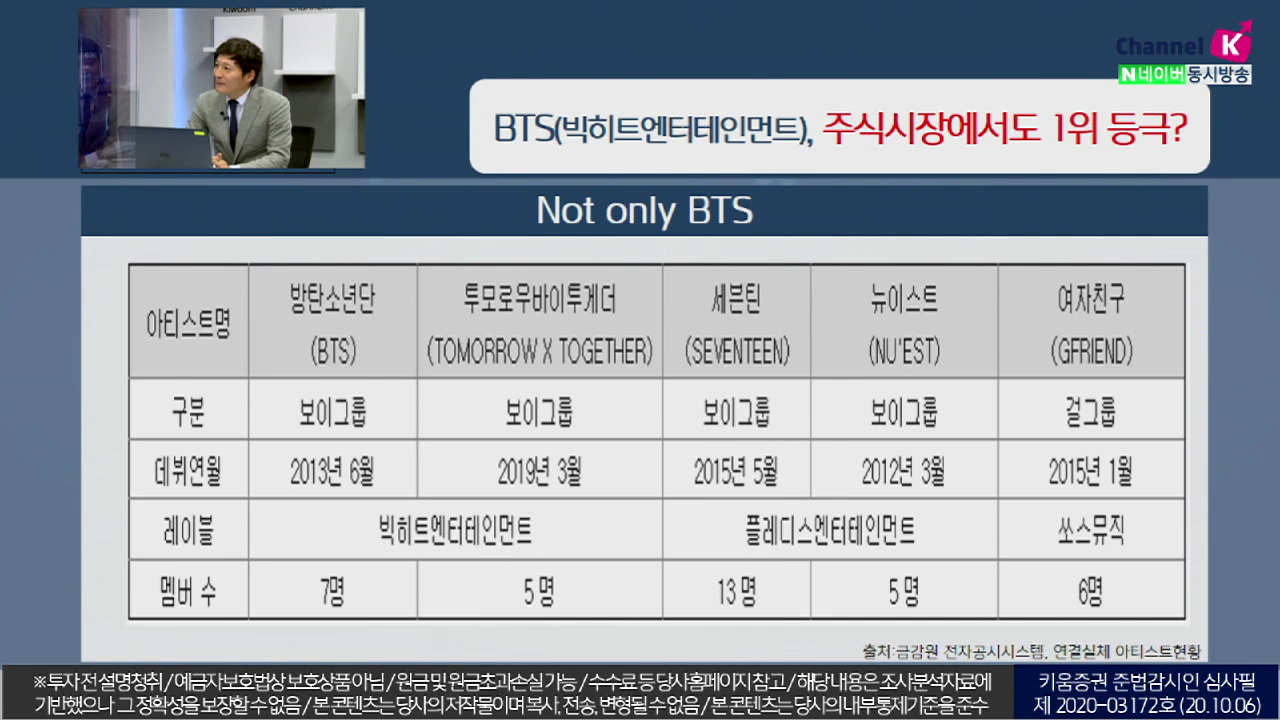 Kiwoom
Channel K
N 네이버 동시방송
BTS(빅히트엔터테인먼트), 주식시장에서도 1위 등극?
Not only BTS
아티스트명 방탄소년단 (BTS) 투모로우바이투게더 (TOMORROW X TOGETHER) 세븐틴 (SEVENTEEN) 뉴이스트 (NU'EST) 여자친구 (GFRIEND)
구분 보이그룹 보이그룹 보이그룹 보이그룹 걸그룹
데뷔연월 2013년 6월 2019년 3월 2015년 5월 2012년 3월 2015년 1월
레이블 빅히트엔터테인먼트 플레디스엔터테인먼트 쏘스뮤직
멤버 수 7명 5 명 13 명 5 명 6명
출처:금감원 전자공시시스템, 연결실체 아티스트현황
※ 투자 전 설명청취 / 예금자보호법상 보호상품 아님 / 원금 및 원금초과손실 가능 / 수수료 등 당사홈페이지 참고 / 해당 내용은 조사분석자료에
기반했으나 그 정확성을 보장할 수 없음 / 본 콘텐츠는 당사의 저작물이며 복사, 전송, 변형될 수 없음 / 본 콘텐츠는 당사의 내부통제기준을 준수
키움증권 준법감시인 심사필
제 2020-03172호 (20.10.06)